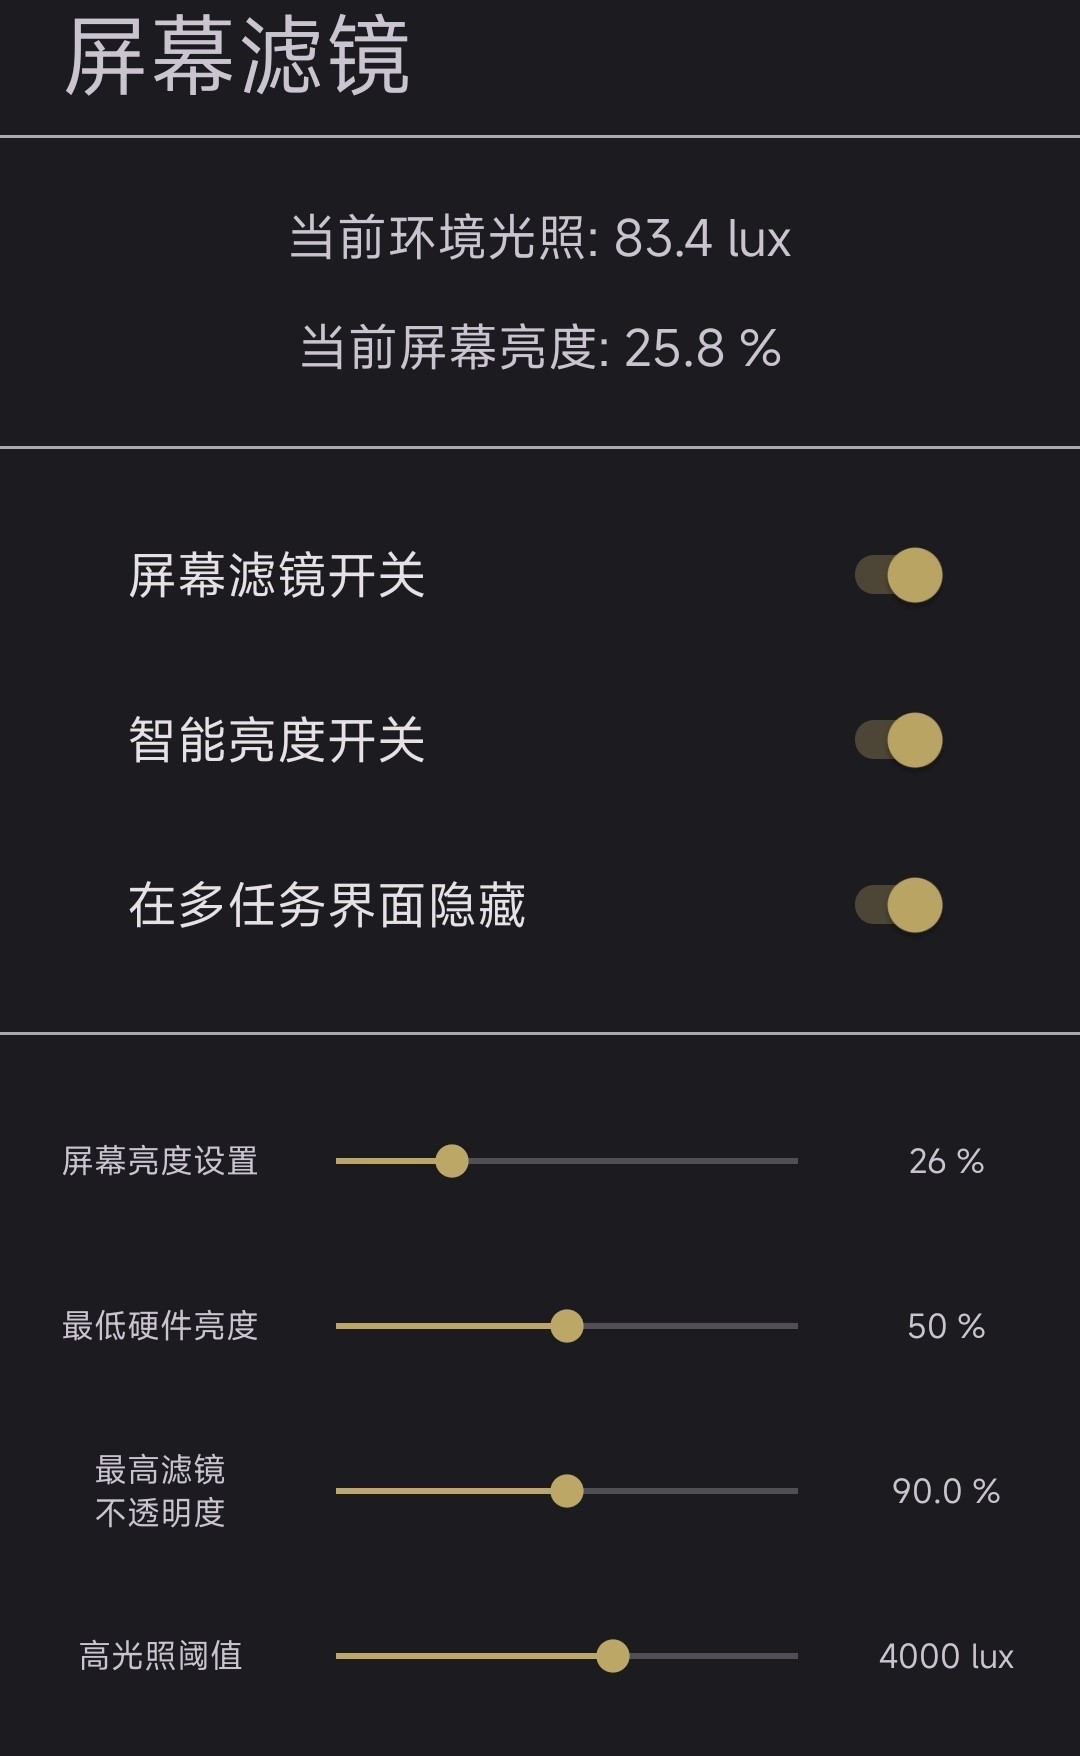 屏幕滤镜
当前环境光照: 83.4 lux
当前屏幕亮度: 25.8 %
屏幕滤镜开关
智能亮度开关
在多任务界面隐藏
屏幕亮度设置 26 %
最低硬件亮度 50 %
最高滤镜
不透明度 90.0 %
高光照阈值 4000 lux